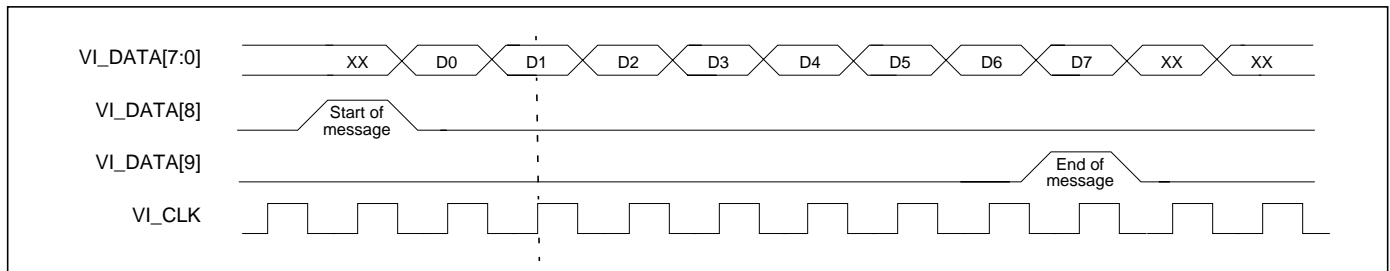 VI_DATA[7:0] XX D0 D1 D2 D3 D4 D5 D6 D7 XX XX
VI_DATA[8] Start of
message
VI_DATA[9] End of
message
VI_CLK